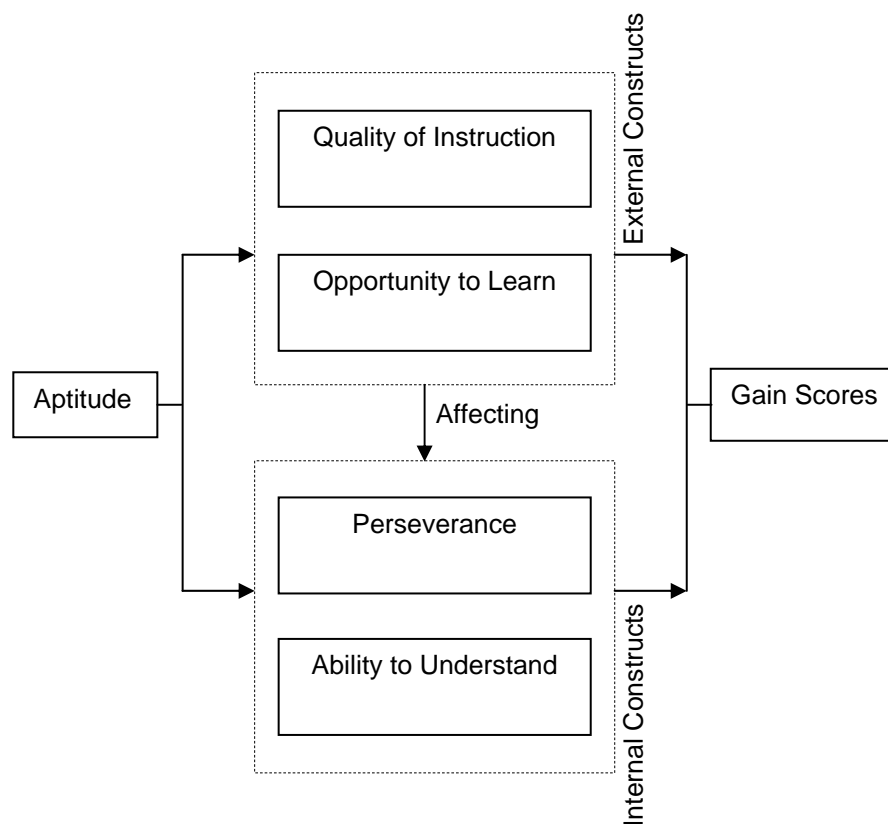 Quality of Instruction
External Constructs
Opportunity to Learn
Aptitude
Affecting
Gain Scores
Perseverance
Ability to Understand
Internal Constructs